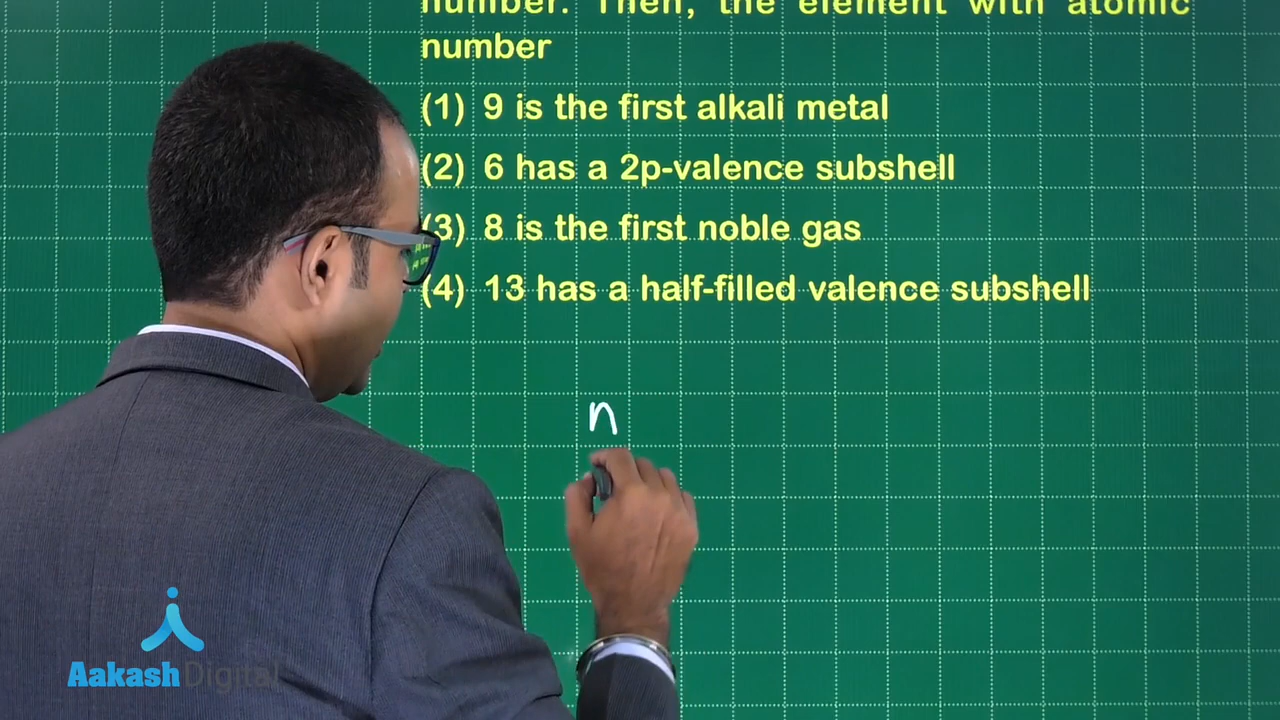 number. Then, the element with atomic
number
(1) 9 is the first alkali metal
(2) 6 has a 2p-valence subshell
(3) 8 is the first noble gas
(4) 13 has a half-filled valence subshell
n
Aakash Digital